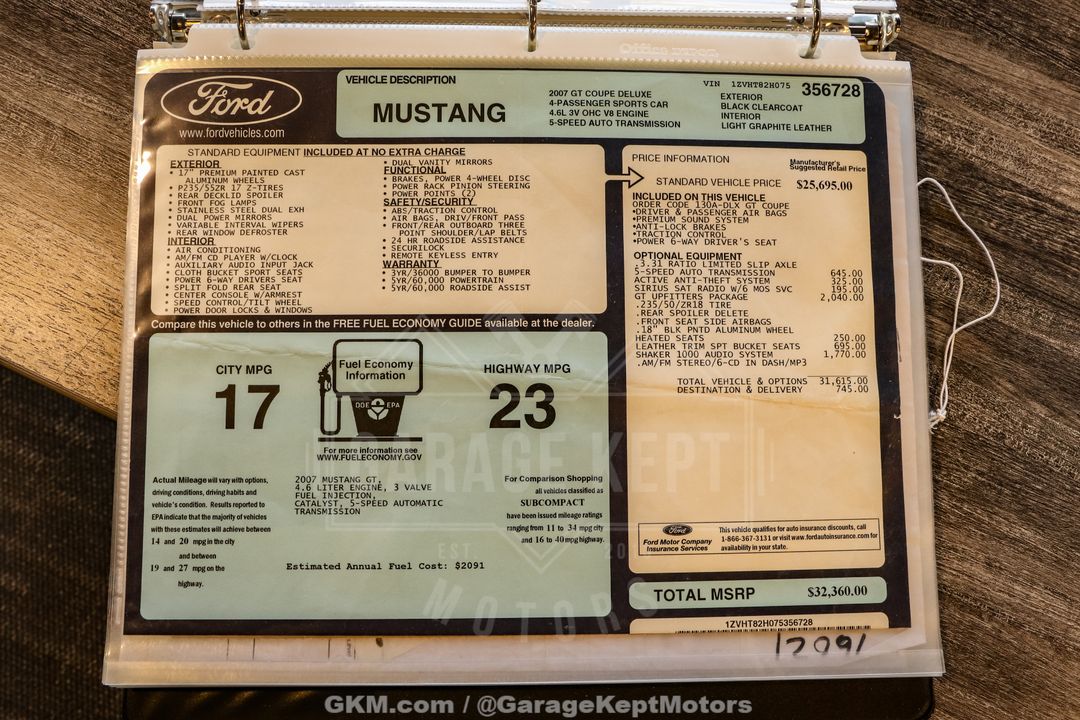 Office DEPOT
Ford
www.fordvehicles.com
VEHICLE DESCRIPTION
MUSTANG
2007 GT COUPE DELUXE
4-PASSENGER SPORTS CAR
4.6L 3V OHC V8 ENGINE
5-SPEED AUTO TRANSMISSION
VIN 1ZVHT82H075 356728
EXTERIOR
BLACK CLEARCOAT
INTERIOR
LIGHT GRAPHITE LEATHER
STANDARD EQUIPMENT INCLUDED AT NO EXTRA CHARGE
EXTERIOR
• 17" PREMIUM PAINTED CAST
ALUMINUM WHEELS
• P235/55ZR 17 Z-TIRES
• REAR DECKLID SPOILER
• FRONT FOG LAMPS
• STAINLESS STEEL DUAL EXH
• DUAL POWER MIRRORS
• VARIABLE INTERVAL WIPERS
• REAR WINDOW DEFROSTER
INTERIOR
• AIR CONDITIONING
• AM/FM CD PLAYER W/CLOCK
• AUXILIARY AUDIO INPUT JACK
• CLOTH BUCKET SPORT SEATS
• POWER 6-WAY DRIVERS SEAT
• SPLIT FOLD REAR SEAT
• CENTER CONSOLE W/ARMREST
• SPEED CONTROL/TILT WHEEL
• POWER DOOR LOCKS & WINDOWS
• DUAL VANITY MIRRORS
FUNCTIONAL
• BRAKES, POWER 4-WHEEL DISC
• POWER RACK PINION STEERING
• POWER POINTS (2)
SAFETY/SECURITY
• ABS/TRACTION CONTROL
• AIR BAGS, DRIV/FRONT PASS
• FRONT/REAR OUTBOARD THREE
POINT SHOULDER/LAP BELTS
• 24 HR ROADSIDE ASSISTANCE
• SECURILOCK
• REMOTE KEYLESS ENTRY
WARRANTY
• 3YR/36000 BUMPER TO BUMPER
• 5YR/60,000 POWERTRAIN
• 5YR/60,000 ROADSIDE ASSIST
PRICE INFORMATION
Manufacturer's
Suggested Retail Price
STANDARD VEHICLE PRICE $25,695.00
INCLUDED ON THIS VEHICLE
ORDER CODE 130A-DLX GT COUPE
•DRIVER & PASSENGER AIR BAGS
•PREMIUM SOUND SYSTEM
•ANTI-LOCK BRAKES
•TRACTION CONTROL
•POWER 6-WAY DRIVER'S SEAT
OPTIONAL EQUIPMENT
.3.31 RATIO LIMITED SLIP AXLE
5-SPEED AUTO TRANSMISSION 645.00
ACTIVE ANTI-THEFT SYSTEM 325.00
SIRIUS SAT RADIO W/6 MOS SVC 195.00
GT UPFITTERS PACKAGE 2,040.00
.235/50/ZR18 TIRE
.REAR SPOILER DELETE
.FRONT SEAT SIDE AIRBAGS
.18" BLK PNTD ALUMINUM WHEEL
HEATED SEATS 250.00
LEATHER TRIM SPT BUCKET SEATS 695.00
SHAKER 1000 AUDIO SYSTEM 1,770.00
.AM/FM STEREO/6-CD IN DASH/MP3
TOTAL VEHICLE & OPTIONS 31,615.00
DESTINATION & DELIVERY 745.00
Compare this vehicle to others in the FREE FUEL ECONOMY GUIDE available at the dealer.
CITY MPG
17
Fuel Economy
Information
DOE EPA
HIGHWAY MPG
23
For more information see
WWW.FUELECONOMY.GOV
Actual Mileage will vary with options,
driving conditions, driving habits and
vehicle's condition. Results reported to
EPA indicate that the majority of vehicles
with these estimates will achieve between
14 and 20 mpg in the city
and between
19 and 27 mpg on the
highway.
2007 MUSTANG GT,
4.6 LITER ENGINE, 3 VALVE
FUEL INJECTION,
CATALYST, 5-SPEED AUTOMATIC
TRANSMISSION
For Comparison Shopping
all vehicles classified as
SUBCOMPACT
have been issued mileage ratings
ranging from 11 to 34 mpg city
and 16 to 40 mpg highway.
Estimated Annual Fuel Cost: $2091
Ford
Ford Motor Company
Insurance Services
This vehicle qualifies for auto insurance discounts, call
1-866-367-3131 or visit www.fordautoinsurance.com for
availability in your state.
TOTAL MSRP $32,360.00
1ZVHT82H075356728
12091
GARAGE KEPT
EST. 20
MOTORS
GKM.com / @GarageKeptMotors